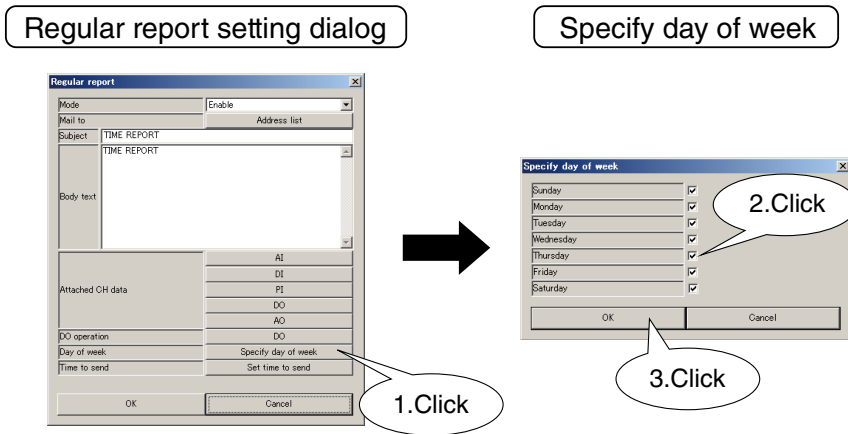 Regular report setting dialog
Specify day of week
Regular report
Mode
Enable
Mail to
Address list
Subject
TIME REPORT
Body text
TIME REPORT
Attached CH data
AI
DI
PI
DO
AO
DO operation
DO
Day of week
Specify day of week
Time to send
Set time to send
OK
Cancel
1.Click
Specify day of week
Sunday
Monday
Tuesday
Wednesday
Thursday
Friday
Saturday
OK
Cancel
2.Click
3.Click